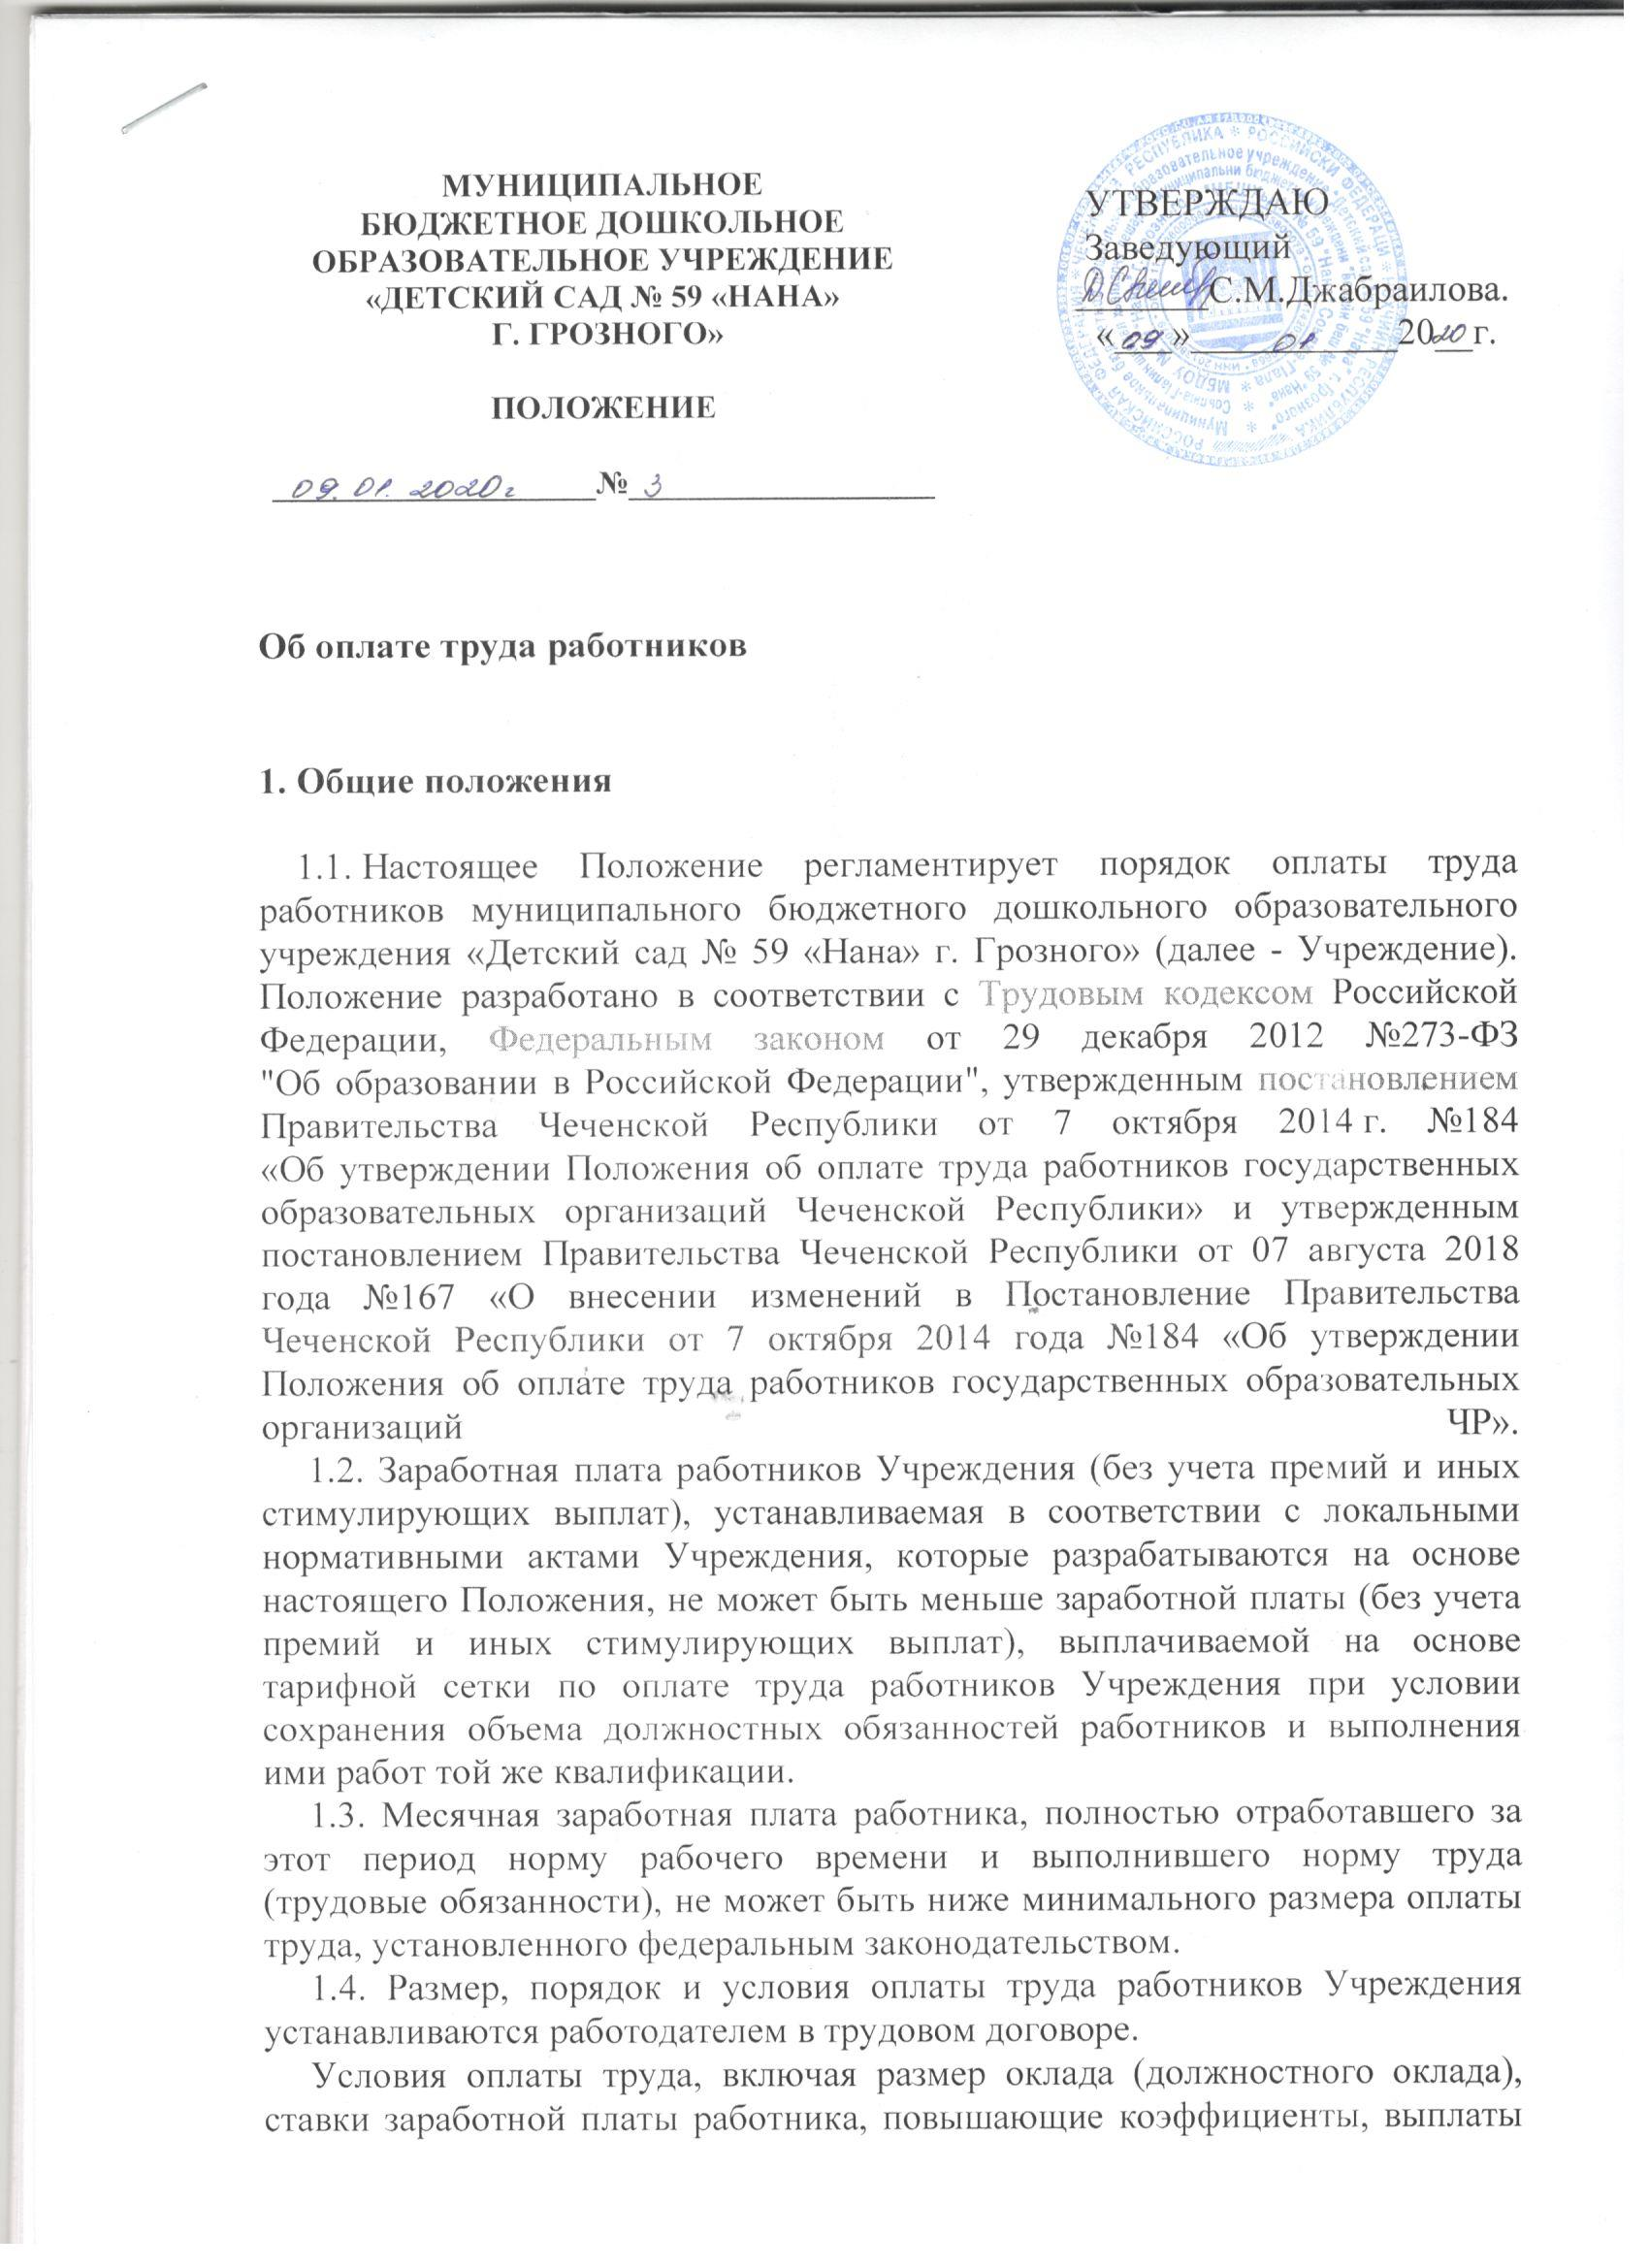 МУНИЦИПАЛЬНОЕ
БЮДЖЕТНОЕ ДОШКОЛЬНОЕ
ОБРАЗОВАТЕЛЬНОЕ УЧРЕЖДЕНИЕ
«ДЕТСКИЙ САД № 59 «НАНА»
Г. ГРОЗНОГО»
ПОЛОЖЕНИЕ
09.01.2020г № 3
УТВЕРЖДАЮ
Заведующий
С.М.Джабраилова.
«09» 01 2020 г.
Об оплате труда работников
1. Общие положения
1.1. Настоящее Положение регламентирует порядок оплаты труда
работников муниципального бюджетного дошкольного образовательного
учреждения «Детский сад № 59 «Нана» г. Грозного» (далее - Учреждение).
Положение разработано в соответствии с Трудовым кодексом Российской
Федерации, Федеральным законом от 29 декабря 2012 №273-ФЗ
"Об образовании в Российской Федерации", утвержденным постановлением
Правительства Чеченской Республики от 7 октября 2014 г. №184
«Об утверждении Положения об оплате труда работников государственных
образовательных организаций Чеченской Республики» и утвержденным
постановлением Правительства Чеченской Республики от 07 августа 2018
года №167 «О внесении изменений в Постановление Правительства
Чеченской Республики от 7 октября 2014 года №184 «Об утверждении
Положения об оплате труда работников государственных образовательных
организаций ЧР».
1.2. Заработная плата работников Учреждения (без учета премий и иных
стимулирующих выплат), устанавливаемая в соответствии с локальными
нормативными актами Учреждения, которые разрабатываются на основе
настоящего Положения, не может быть меньше заработной платы (без учета
премий и иных стимулирующих выплат), выплачиваемой на основе
тарифной сетки по оплате труда работников Учреждения при условии
сохранения объема должностных обязанностей работников и выполнения
ими работ той же квалификации.
1.3. Месячная заработная плата работника, полностью отработавшего за
этот период норму рабочего времени и выполнившего норму труда
(трудовые обязанности), не может быть ниже минимального размера оплаты
труда, установленного федеральным законодательством.
1.4. Размер, порядок и условия оплаты труда работников Учреждения
устанавливаются работодателем в трудовом договоре.
Условия оплаты труда, включая размер оклада (должностного оклада),
ставки заработной платы работника, повышающие коэффициенты, выплаты